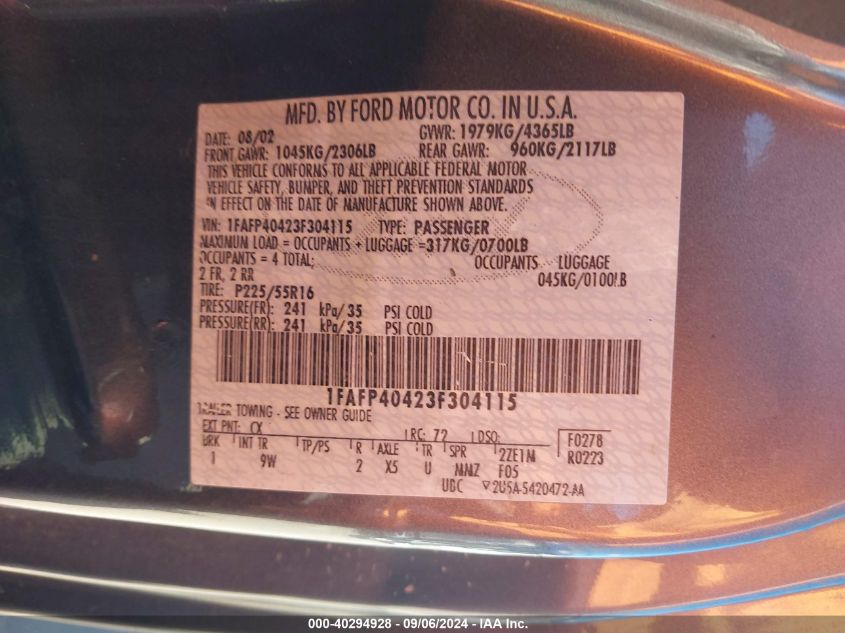 MFD. BY FORD MOTOR CO. IN U.S.A.
DATE: 08/02 GVWR: 1979KG/4365LB
FRONT GAWR: 1045KG/2306LB REAR GAWR: 960KG/2117LB
THIS VEHICLE CONFORMS TO ALL APPLICABLE FEDERAL MOTOR
VEHICLE SAFETY, BUMPER, AND THEFT PREVENTION STANDARDS
IN EFFECT ON THE DATE OF MANUFACTURE SHOWN ABOVE.
VIN: 1FAFP40423F304115 TYPE: PASSENGER
MAXIMUM LOAD = OCCUPANTS + LUGGAGE =317KG/0700LB
OCCUPANTS = 4 TOTAL; OCCUPANTS LUGGAGE
2 FR, 2 RR 045KG/0100LB
TIRE: P225/55R16
PRESSURE(FR): 241 kPa/35 PSI COLD
PRESSURE(RR): 241 kPa/35 PSI COLD
1FAFP40423F304115
TRAILER TOWING - SEE OWNER GUIDE
EXT PNT: CX RC: 72 DSO: F0278
BRK INT TR TP/PS R AXLE TR SPR 2ZE1M R0223
1 9W 2 X5 U MMZ F05
UBC 2U5A-5420472-AA
000-40294928 - 09/06/2024 - IAA Inc.